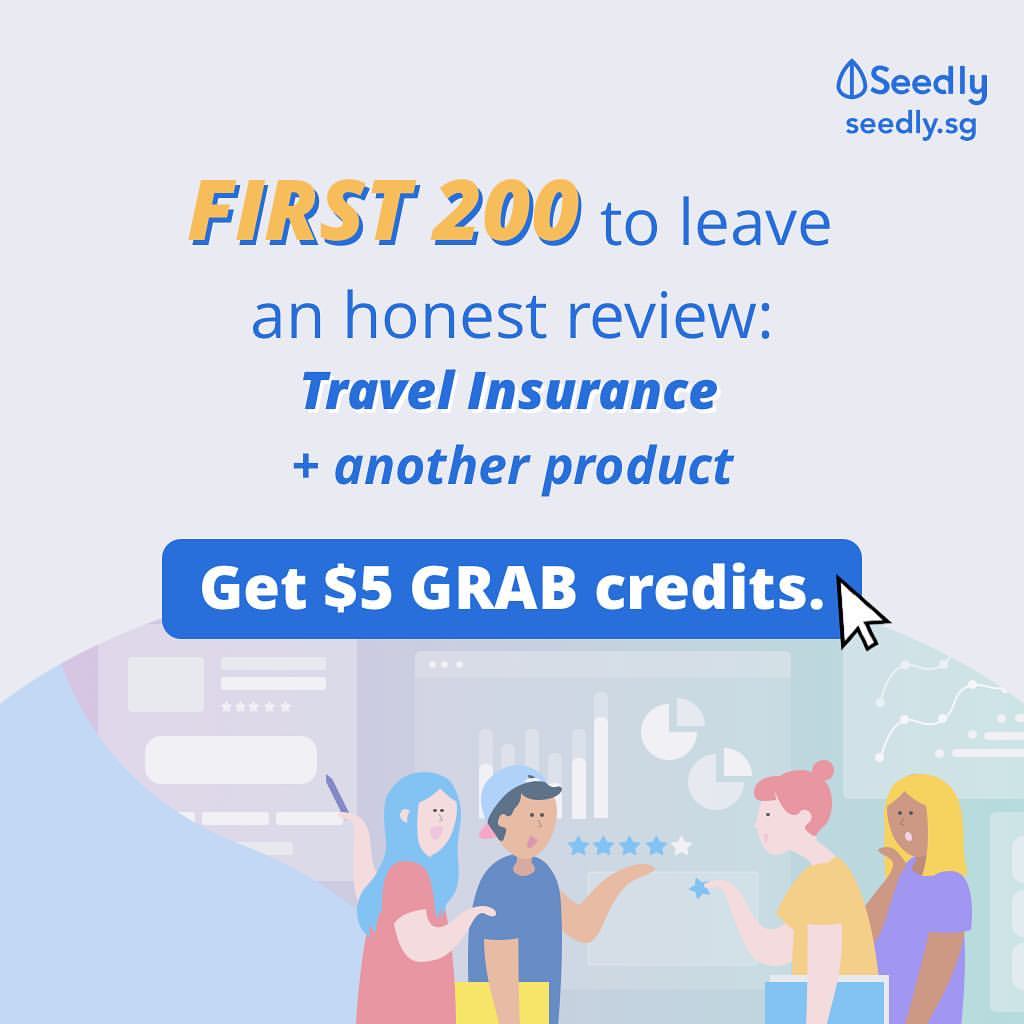 Seedly
seedly.sg
FIRST 200 to leave
an honest review:
Travel Insurance
+ another product
Get $5 GRAB credits.